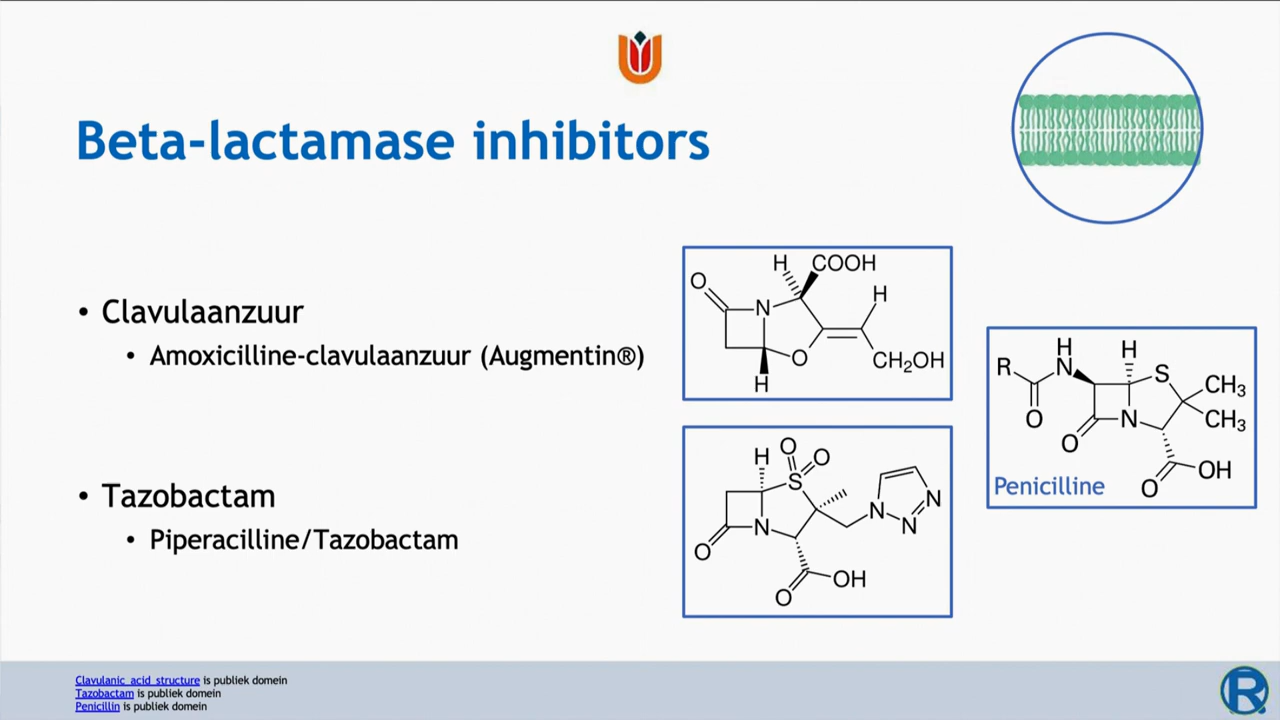 Beta-lactamase inhibitors
• Clavulaanzuur
• Amoxicilline-clavulaanzuur (Augmentin®)
• Tazobactam
• Piperacilline/Tazobactam
H COOH
O
N H
O CH₂OH
H
H O O
S
N N N N
O
OH
O
H H
R N S CH₃
O N CH₃
O
OH
O
Penicilline
Clavulanic_acid_structure is publiek domein
Tazobactam is publiek domein
Penicillin is publiek domein
R